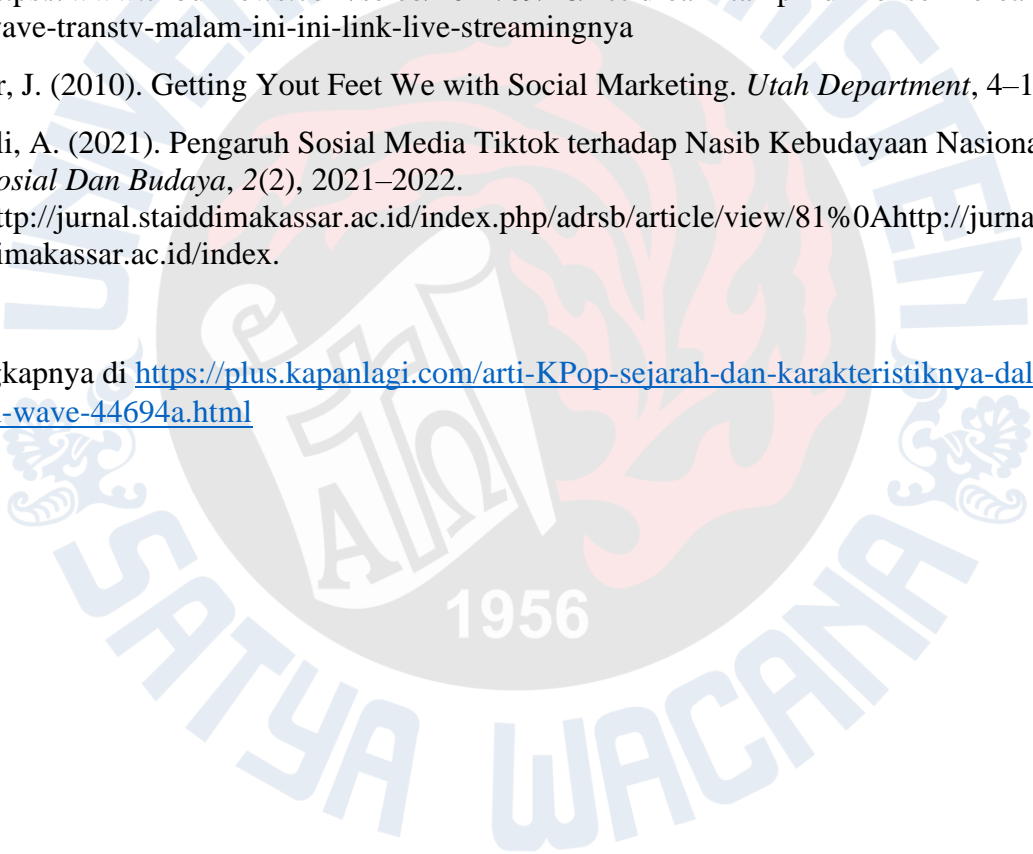 wave-transtv-malam-ini-ini-link-live-streamingnya
r, J. (2010). Getting Yout Feet We with Social Marketing. Utah Department, 4–1
li, A. (2021). Pengaruh Sosial Media Tiktok terhadap Nasib Kebudayaan Nasiona
osial Dan Budaya, 2(2), 2021–2022.
ttp://jurnal.staiddimakassar.ac.id/index.php/adrsb/article/view/81%0Ahttp://jurna
imakassar.ac.id/index.
gkapnya di https://plus.kapanlagi.com/arti-KPop-sejarah-dan-karakteristiknya-dal
-wave-44694a.html
ΑΩ
1956
SATYA WACANA